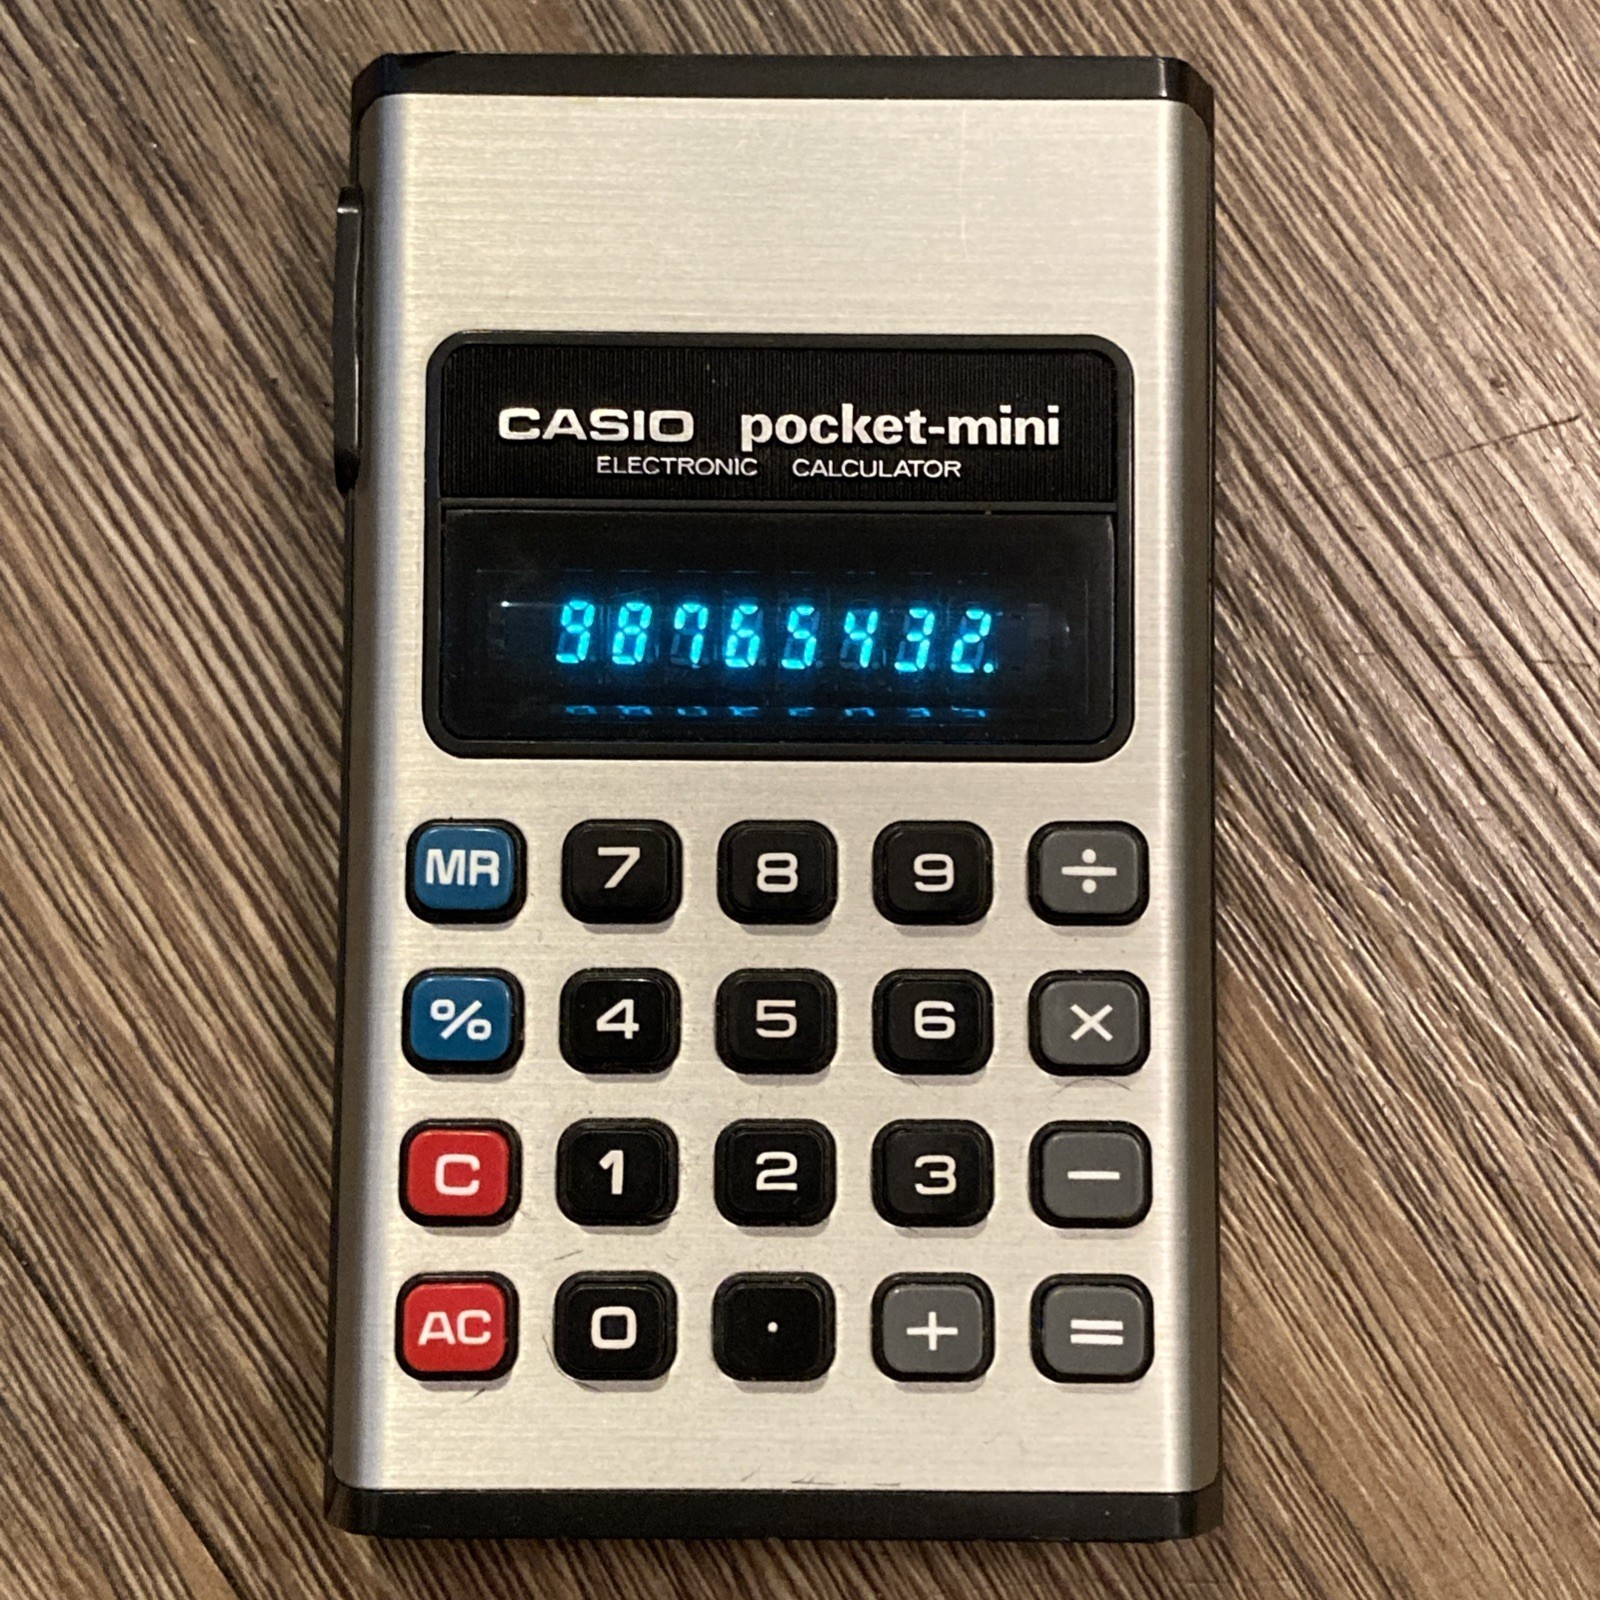 CASIO pocket-mini
ELECTRONIC CALCULATOR
98765432.
MR 7 8 9 ÷
% 4 5 6 ×
C 1 2 3 −
AC 0 · + =